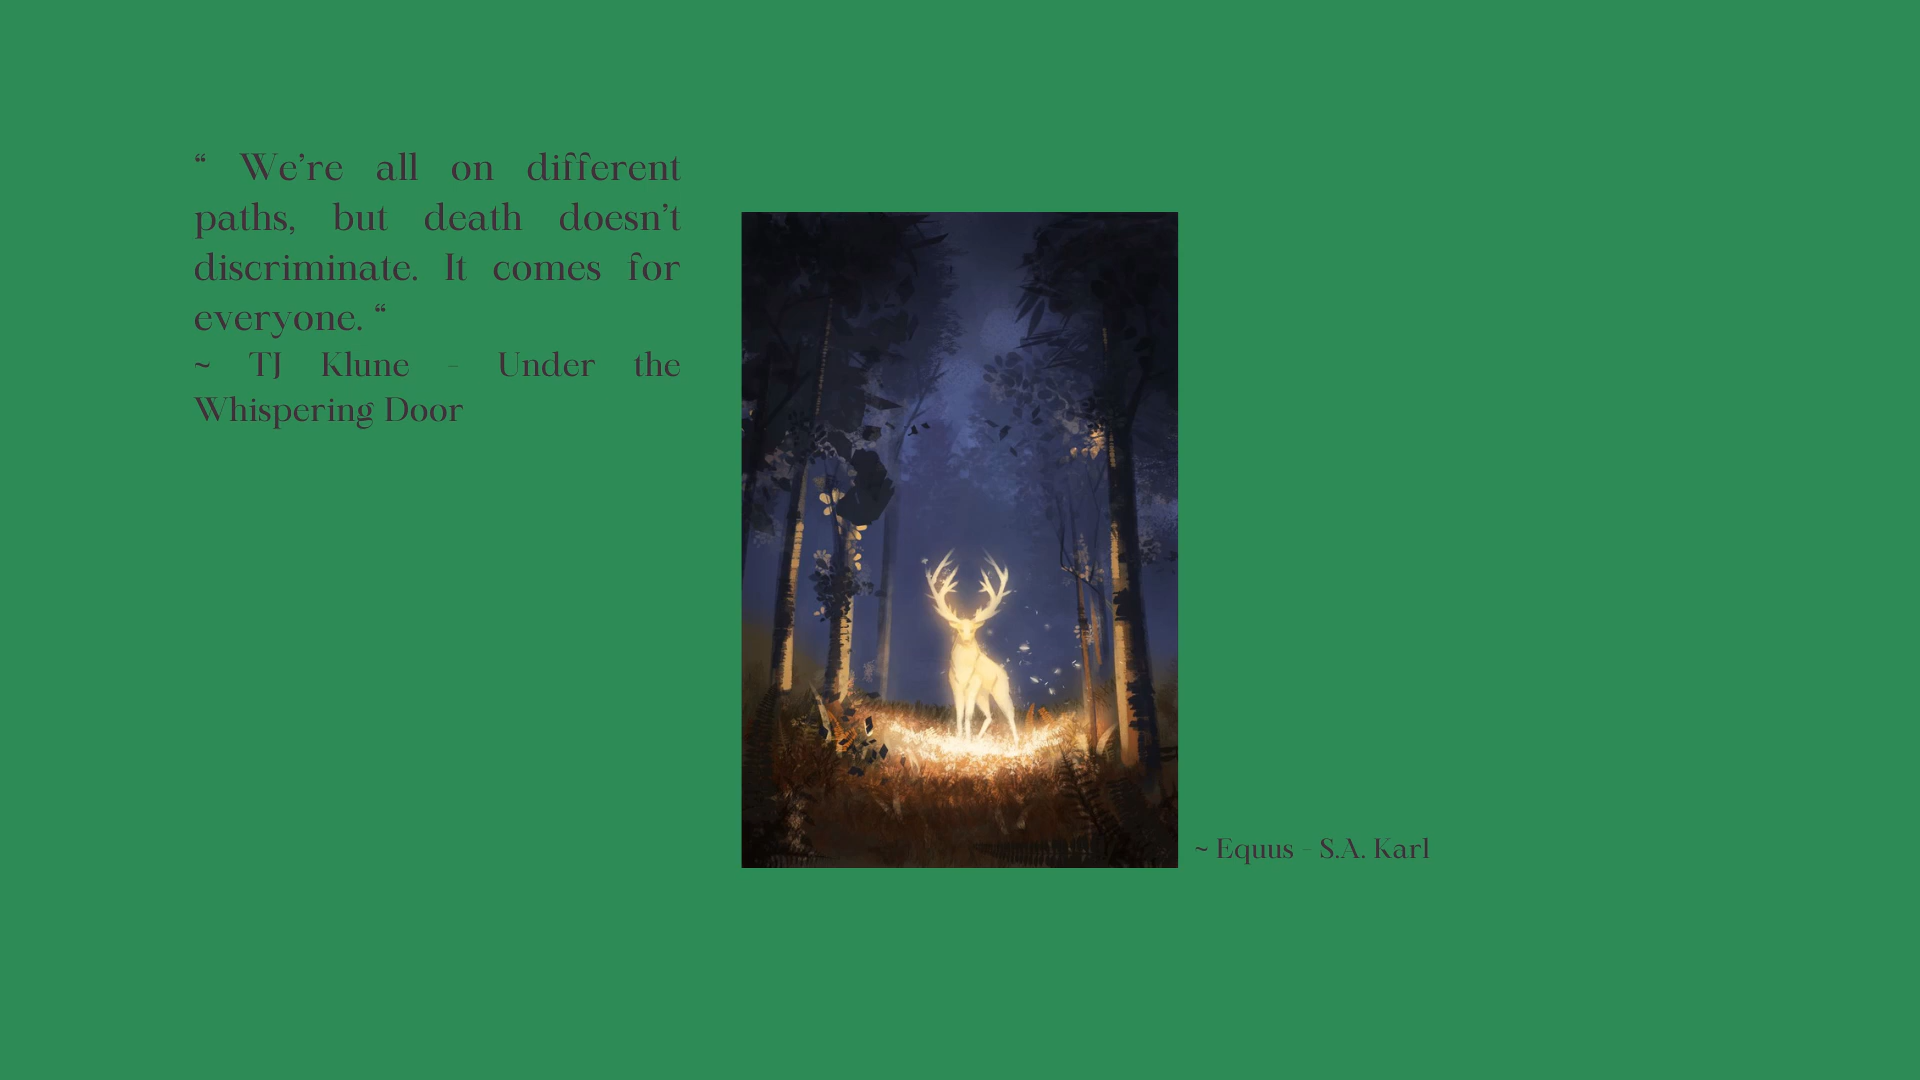 “ We’re all on different
paths, but death doesn’t
discriminate. It comes for
everyone. “
~ TJ Klune - Under the
Whispering Door
~ Equus - S.A. Karl